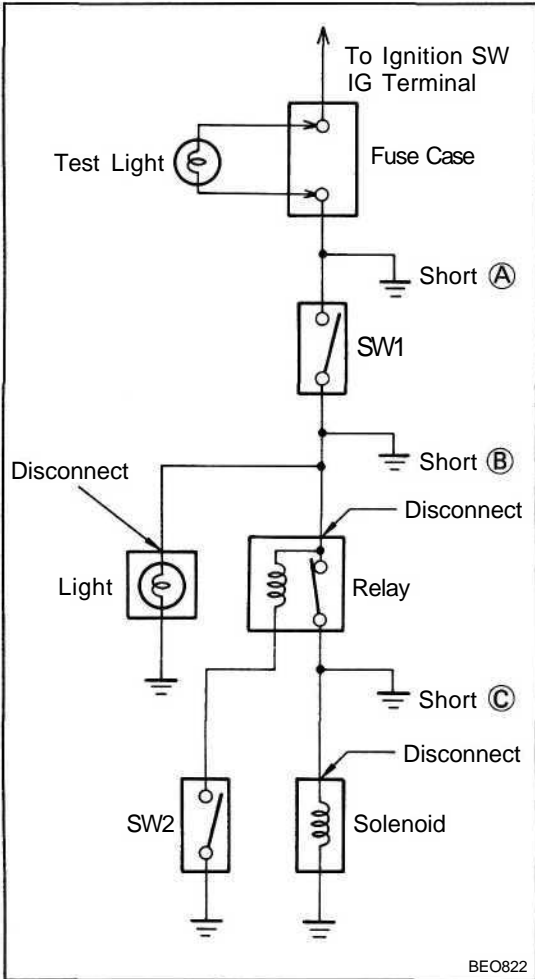 To Ignition SW
IG Terminal
Test Light
Fuse Case
Short Ⓐ
SW1
Short Ⓑ
Disconnect
Disconnect
Light
Relay
Short Ⓒ
Disconnect
SW2
Solenoid
BEO822